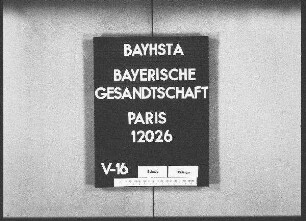 BAYHSTA
BAYERISCHE
GESANDTSCHAFT
PARIS
12026
V-16